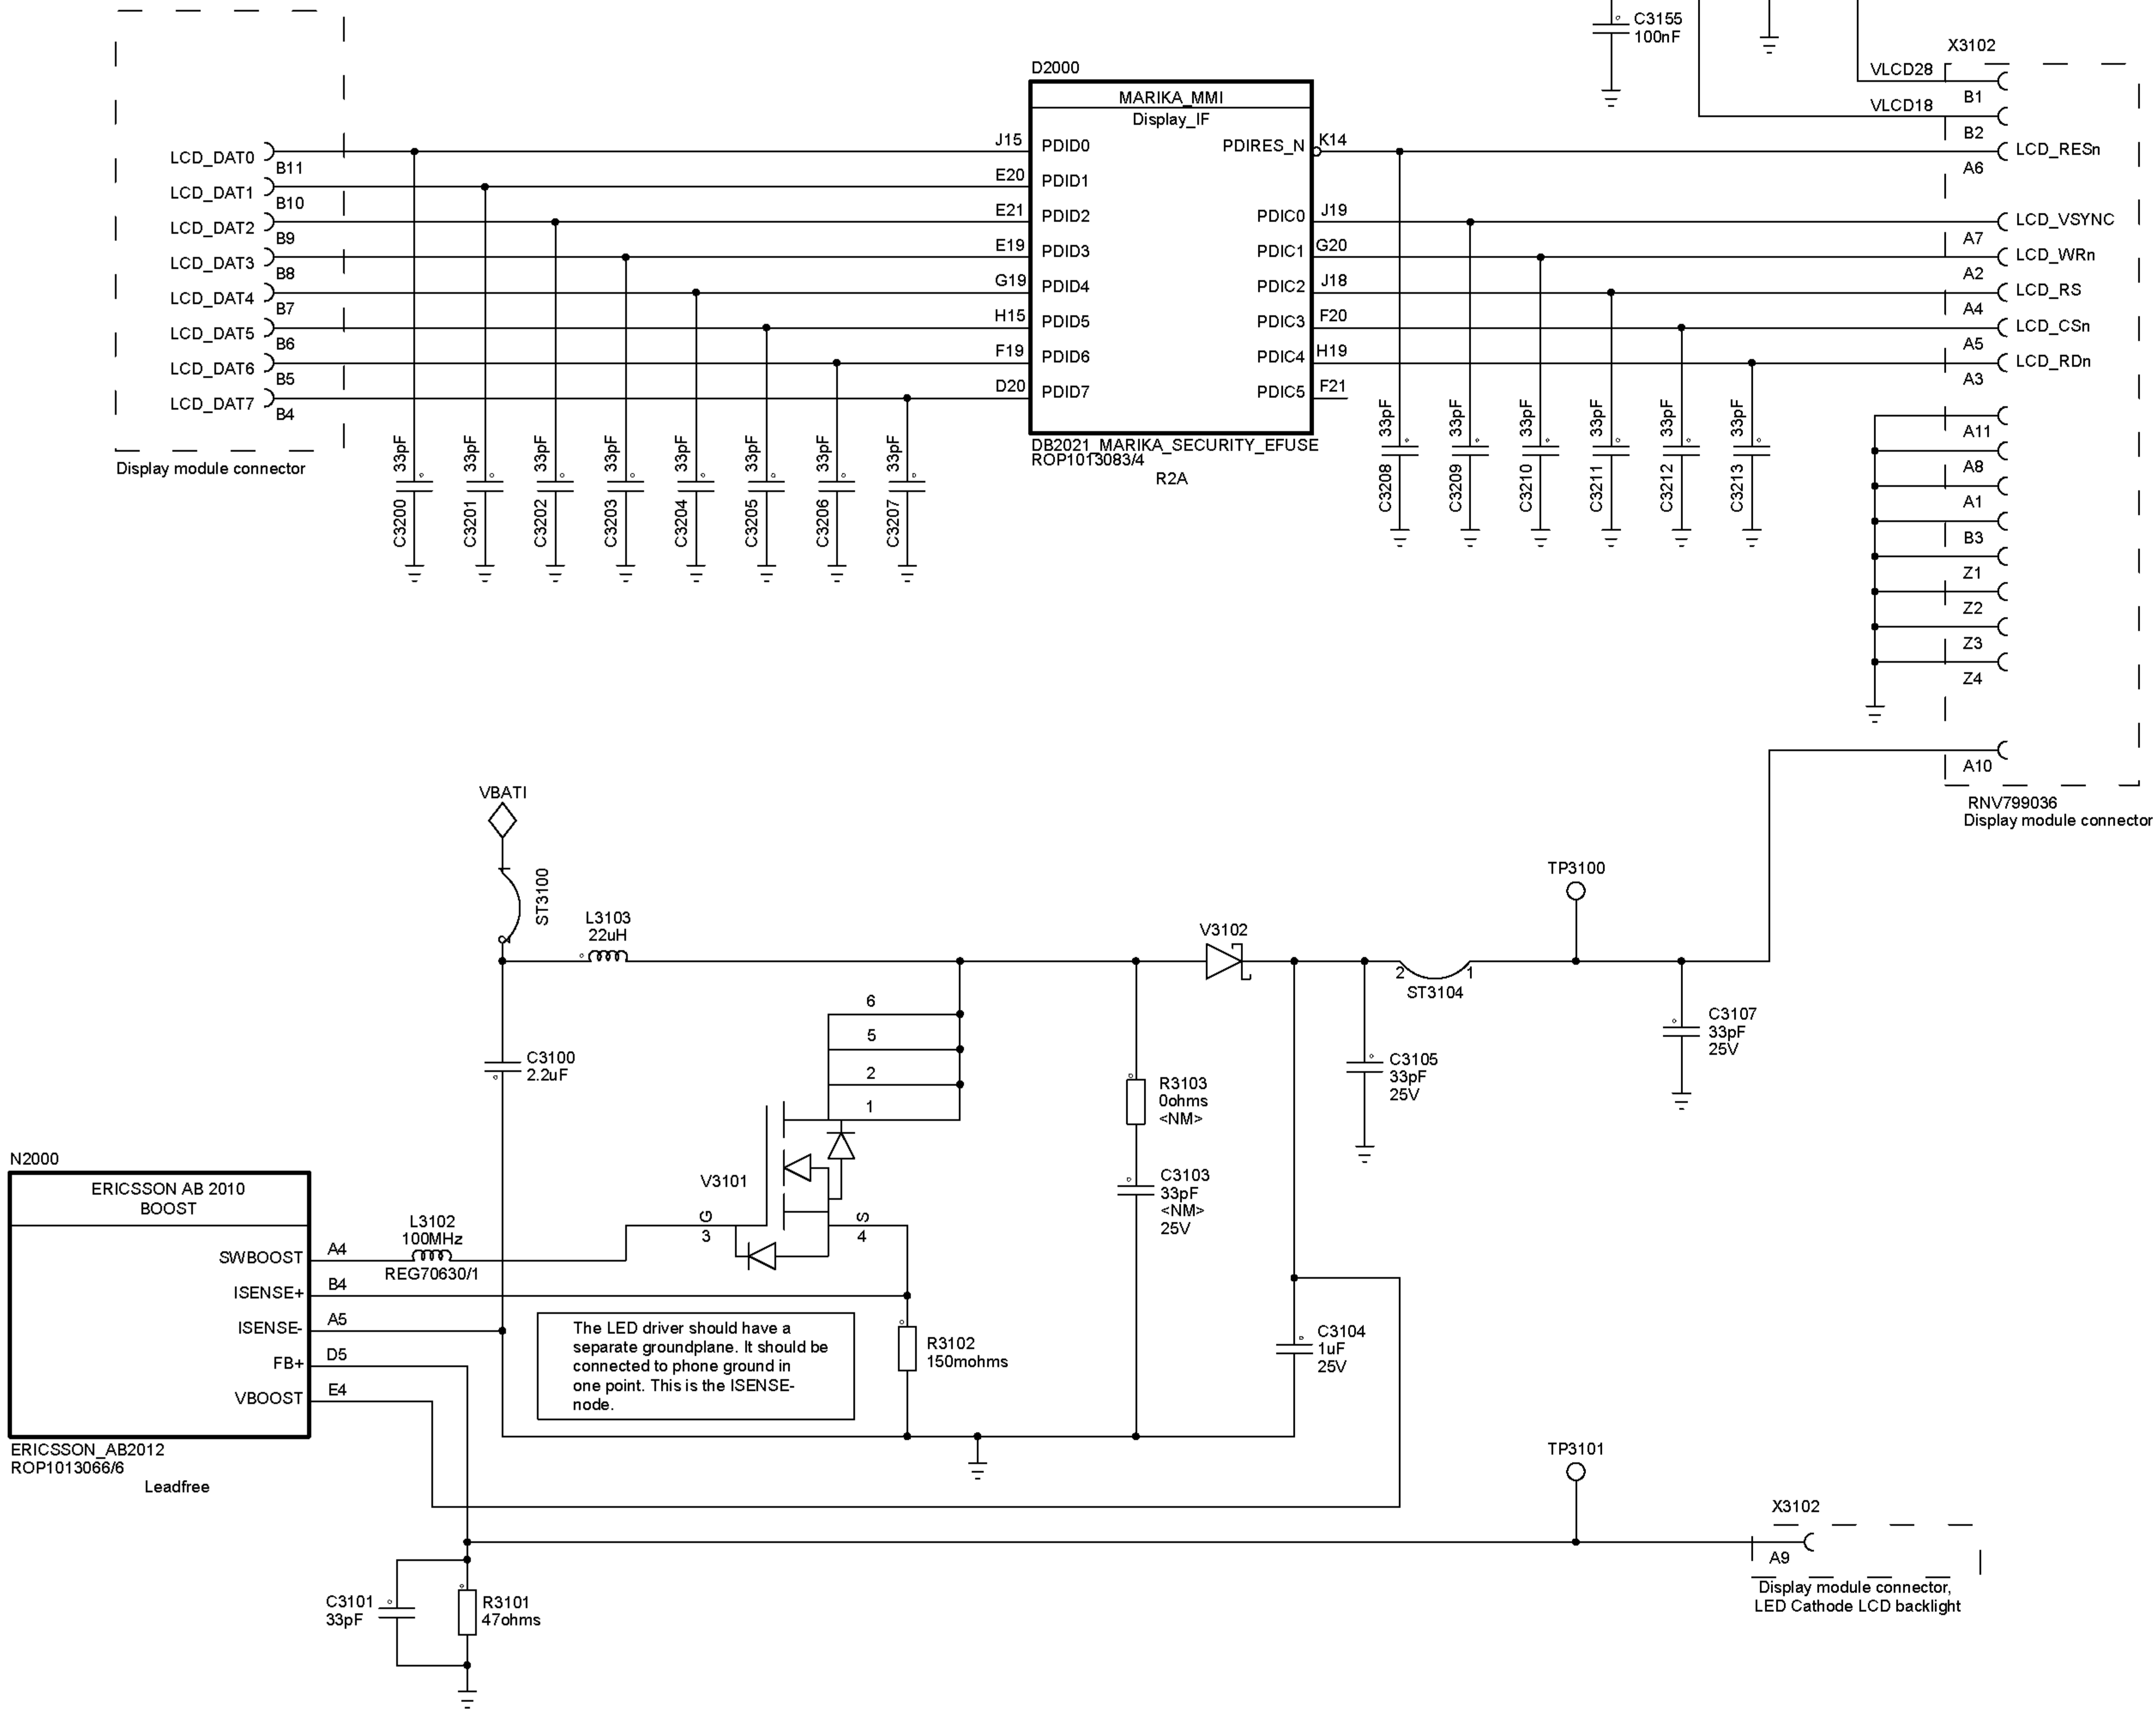 C3155
100nF
X3102
VLCD28
B1
VLCD18
B2
D2000
MARIKA_MMI
Display_IF
LCD_DAT0
B11
J15
PDID0
PDIRES_N
K14
LCD_RESn
A6
LCD_DAT1
B10
E20
PDID1
LCD_DAT2
B9
E21
PDID2
PDIC0
J19
LCD_VSYNC
A7
LCD_DAT3
B8
E19
PDID3
PDIC1
G20
LCD_WRn
A2
LCD_DAT4
B7
G19
PDID4
PDIC2
J18
LCD_RS
A4
LCD_DAT5
B6
H15
PDID5
PDIC3
F20
LCD_CSn
A5
LCD_DAT6
B5
F19
PDID6
PDIC4
H19
LCD_RDn
A3
LCD_DAT7
B4
D20
PDID7
PDIC5
F21
Display module connector
DB2021_MARIKA_SECURITY_EFUSE
ROP1013083/4
R2A
C3200 33pF
C3201 33pF
C3202 33pF
C3203 33pF
C3204 33pF
C3205 33pF
C3206 33pF
C3207 33pF
C3208 33pF
C3209 33pF
C3210 33pF
C3211 33pF
C3212 33pF
C3213 33pF
A11
A8
A1
B3
Z1
Z2
Z3
Z4
A10
RNV799036
Display module connector
VBATI
ST3100
L3103
22uH
V3102
TP3100
2
1
ST3104
6
5
2
1
C3100
2.2uF
R3103
0ohms
<NM>
C3105
33pF
25V
C3107
33pF
25V
V3101
G
3
S
4
C3103
33pF
<NM>
25V
N2000
ERICSSON AB 2010
BOOST
L3102
100MHz
REG70630/1
SWBOOST
A4
ISENSE+
B4
ISENSE-
A5
FB+
D5
VBOOST
E4
ERICSSON_AB2012
ROP1013066/6
Leadfree
The LED driver should have a
separate groundplane. It should be
connected to phone ground in
one point. This is the ISENSE-
node.
R3102
150mohms
C3104
1uF
25V
TP3101
X3102
A9
Display module connector,
LED Cathode LCD backlight
C3101
33pF
R3101
47ohms